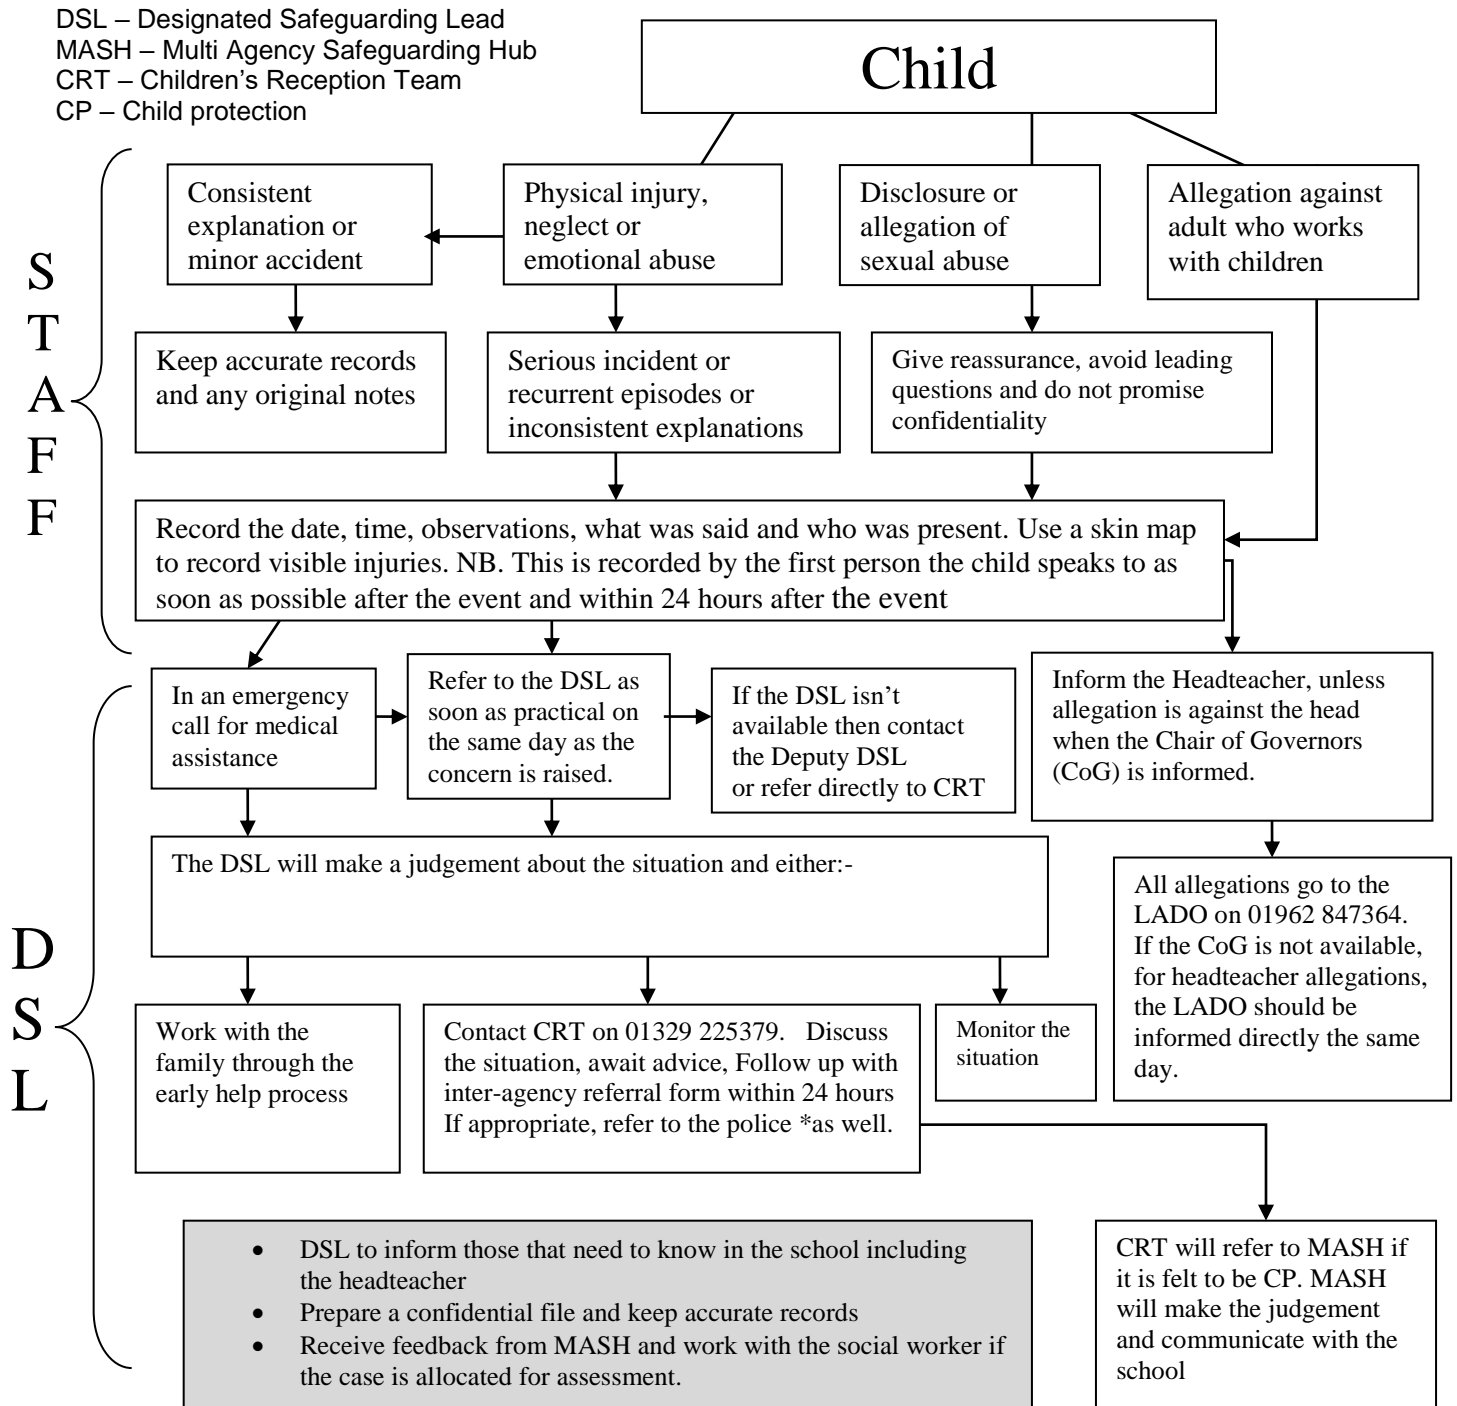 DSL – Designated Safeguarding Lead
MASH – Multi Agency Safeguarding Hub
CRT – Children's Reception Team
CP – Child protection
Child
S
T
A
F
F
Consistent
explanation or
minor accident
Physical injury,
neglect or
emotional abuse
Disclosure or
allegation of
sexual abuse
Allegation against
adult who works
with children
Keep accurate records
and any original notes
Serious incident or
recurrent episodes or
inconsistent explanations
Give reassurance, avoid leading
questions and do not promise
confidentiality
Record the date, time, observations, what was said and who was present. Use a skin map
to record visible injuries. NB. This is recorded by the first person the child speaks to as
soon as possible after the event and within 24 hours after the event
D
S
L
In an emergency
call for medical
assistance
Refer to the DSL as
soon as practical on
the same day as the
concern is raised.
If the DSL isn't
available then contact
the Deputy DSL
or refer directly to CRT
Inform the Headteacher, unless
allegation is against the head
when the Chair of Governors
(CoG) is informed.
The DSL will make a judgement about the situation and either:-
All allegations go to the
LADO on 01962 847364.
If the CoG is not available,
for headteacher allegations,
the LADO should be
informed directly the same
day.
Work with the
family through the
early help process
Contact CRT on 01329 225379. Discuss
the situation, await advice, Follow up with
inter-agency referral form within 24 hours
If appropriate, refer to the police *as well.
Monitor the
situation
• DSL to inform those that need to know in the school including
the headteacher
• Prepare a confidential file and keep accurate records
• Receive feedback from MASH and work with the social worker if
the case is allocated for assessment.
CRT will refer to MASH if
it is felt to be CP. MASH
will make the judgement
and communicate with the
school